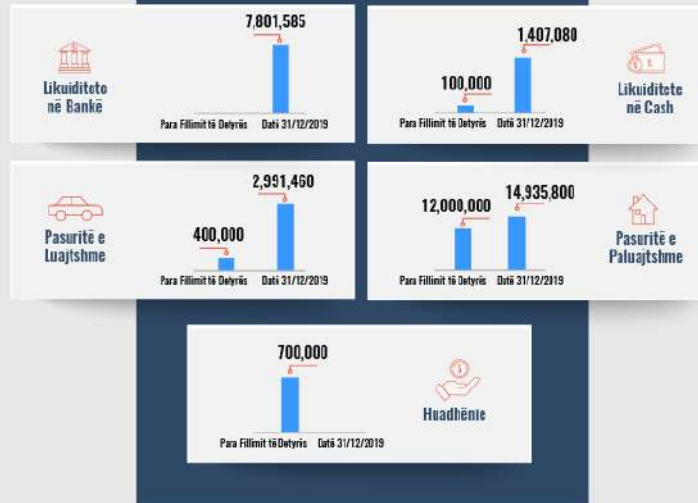 7,801,585
Likuiditete
në Bankë
Para Fillimit të Detyrës Datë 31/12/2019
1,407,080
100,000
Likuiditete
në Cash
Para Fillimit të Detyrës Datë 31/12/2019
2,991,460
400,000
Pasuritë e
Luajtshme
Para Fillimit të Detyrës Datë 31/12/2019
14,935,800
12,000,000
Pasuritë e
Paluajtshme
Para Fillimit të Detyrës Datë 31/12/2019
700,000
Huadhënie
Para Fillimit të Detyrës Datë 31/12/2019